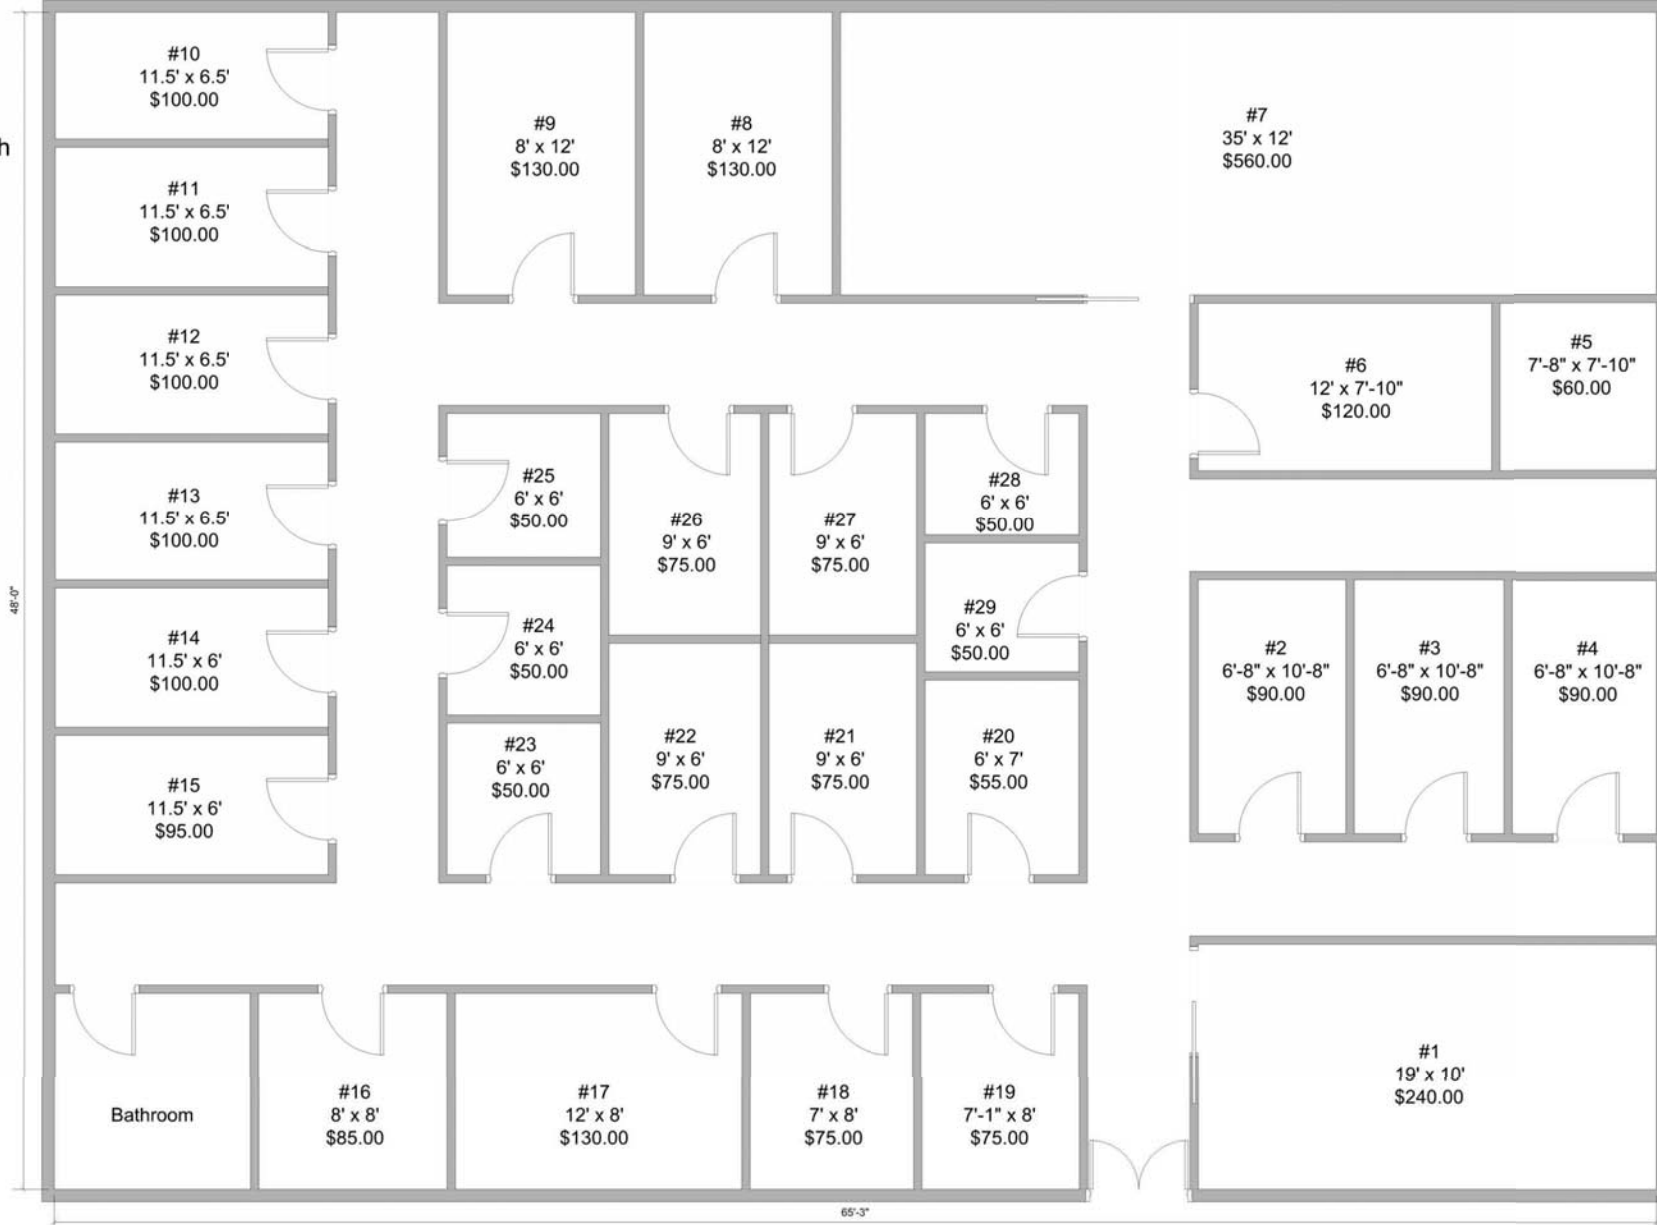 #10
11.5' x 6.5'
$100.00
h
#11
11.5' x 6.5'
$100.00
#12
11.5' x 6.5'
$100.00
#13
11.5' x 6.5'
$100.00
#14
11.5' x 6'
$100.00
#15
11.5' x 6'
$95.00
#9
8' x 12'
$130.00
#8
8' x 12'
$130.00
#7
35' x 12'
$560.00
#6
12' x 7'-10"
$120.00
#5
7'-8" x 7'-10"
$60.00
#25
6' x 6'
$50.00
#26
9' x 6'
$75.00
#27
9' x 6'
$75.00
#28
6' x 6'
$50.00
#24
6' x 6'
$50.00
#29
6' x 6'
$50.00
#23
6' x 6'
$50.00
#22
9' x 6'
$75.00
#21
9' x 6'
$75.00
#20
6' x 7'
$55.00
#2
6'-8" x 10'-8"
$90.00
#3
6'-8" x 10'-8"
$90.00
#4
6'-8" x 10'-8"
$90.00
48'-0"
Bathroom
#16
8' x 8'
$85.00
#17
12' x 8'
$130.00
#18
7' x 8'
$75.00
#19
7'-1" x 8'
$75.00
#1
19' x 10'
$240.00
65'-3"